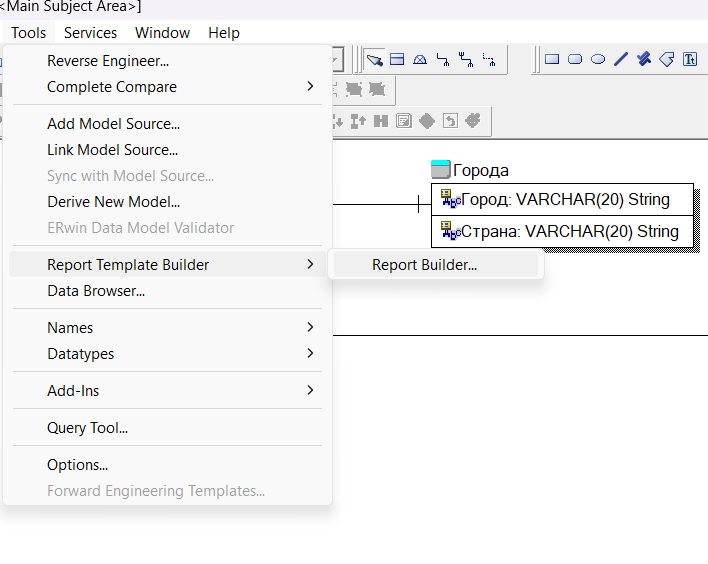 <Main Subject Area>]
Tools Services Window Help
Reverse Engineer...
Complete Compare
Add Model Source...
Link Model Source...
Sync with Model Source...
Derive New Model...
ERwin Data Model Validator
Report Template Builder
Report Builder...
Data Browser...
Names
Datatypes
Add-Ins
Query Tool...
Options...
Forward Engineering Templates...
Города
Город: VARCHAR(20) String
Страна: VARCHAR(20) String